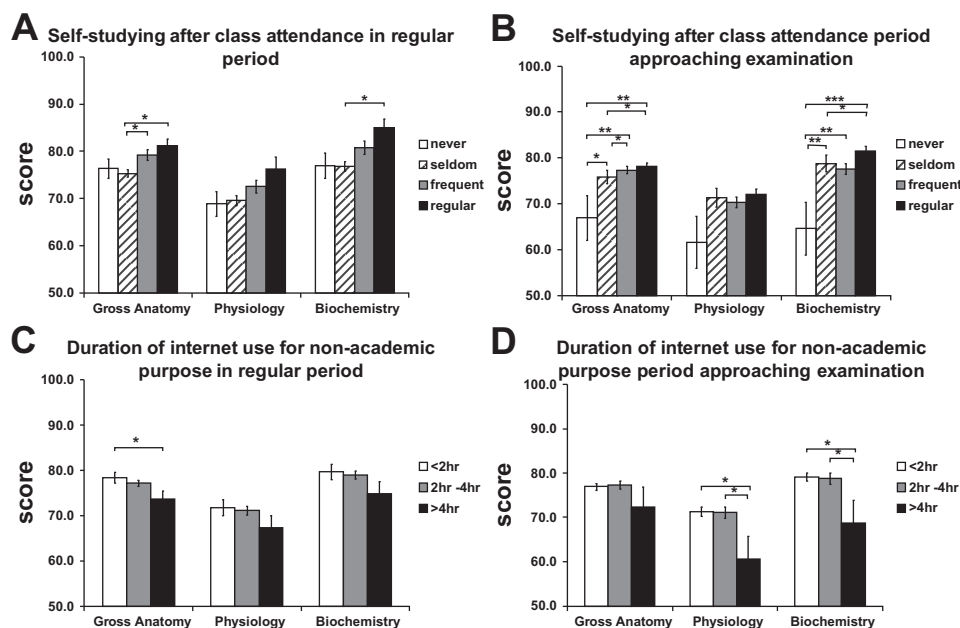 A
Self-studying after class attendance in regular
period
100.0
90.0
80.0
70.0
60.0
50.0
score
*
*
*
never
seldom
frequent
regular
Gross Anatomy Physiology Biochemistry
B
Self-studying after class attendance period
approaching examination
100.0
90.0
80.0
70.0
60.0
50.0
score
**
*
**
*
*
***
*
**
**
never
seldom
frequent
regular
Gross Anatomy Physiology Biochemistry
C
Duration of internet use for non-academic
purpose in regular period
100.0
90.0
80.0
70.0
60.0
50.0
score
*
<2hr
2hr -4hr
>4hr
Gross Anatomy Physiology Biochemistry
D
Duration of internet use for non-academic
purpose period approaching examination
100.0
90.0
80.0
70.0
60.0
50.0
score
*
*
*
*
<2hr
2hr -4hr
>4hr
Gross Anatomy Physiology Biochemistry